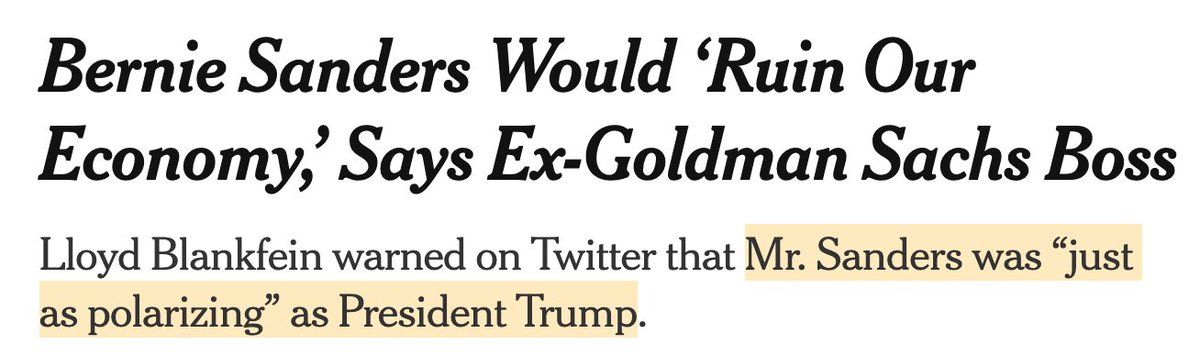 Bernie Sanders Would ‘Ruin Our
Economy,’ Says Ex-Goldman Sachs Boss
Lloyd Blankfein warned on Twitter that Mr. Sanders was “just
as polarizing” as President Trump.